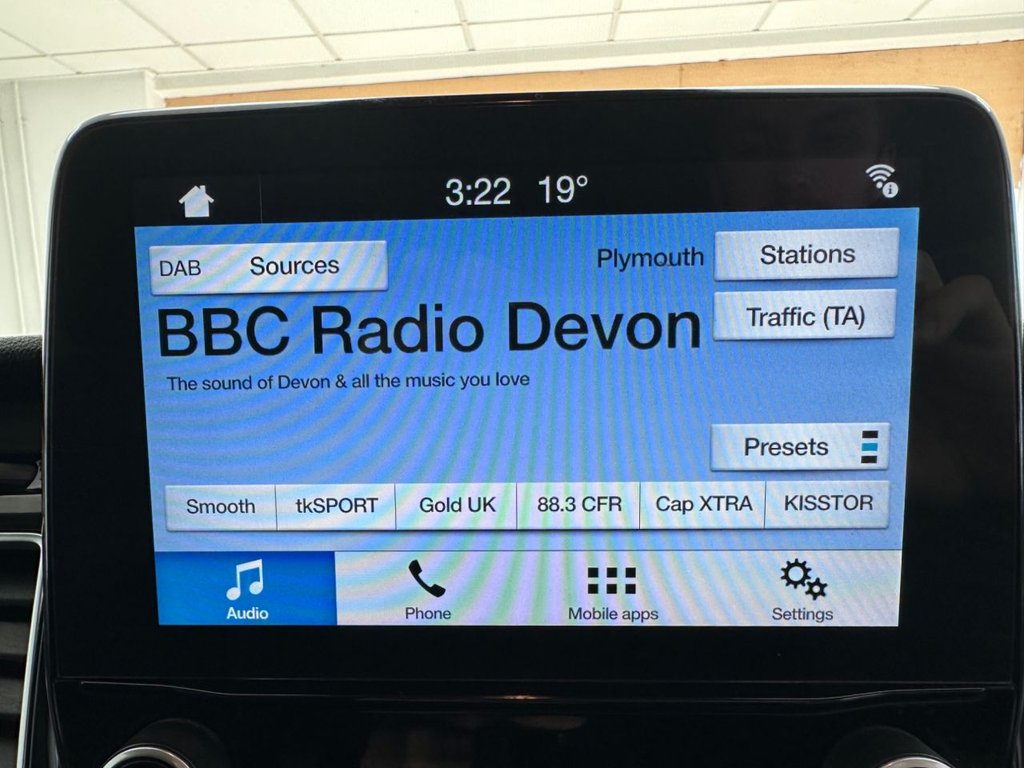 3:22 19°
DAB Sources
Plymouth
Stations
BBC Radio Devon
Traffic (TA)
The sound of Devon & all the music you love
Presets
Smooth
tkSPORT
Gold UK
88.3 CFR
Cap XTRA
KISSTOR
Audio
Phone
Mobile apps
Settings